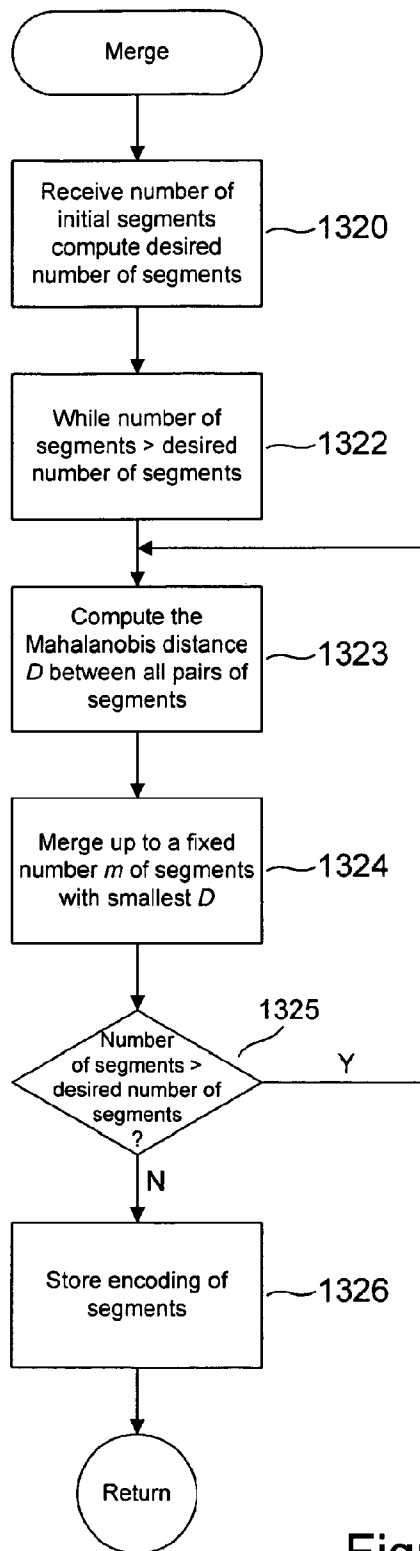 Merge
Receive number of
initial segments
compute desired
number of segments
1320
While number of
segments > desired
number of segments
1322
Compute the
Mahalanobis distance
D between all pairs of
segments
1323
Merge up to a fixed
number m of segments
with smallest D
1324
1325
Number
of segments >
desired number of
segments
?
Y
N
Store encoding of
segments
1326
Return